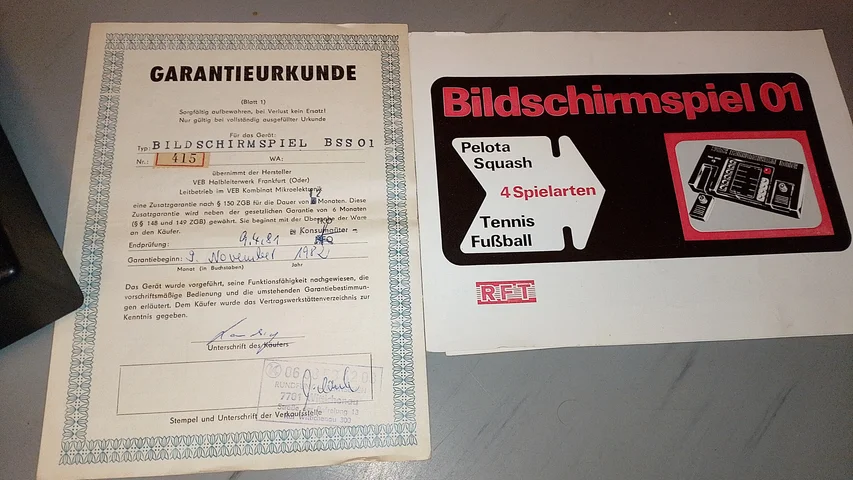 GARANTIEURKUNDE
(Blatt 1)
Sorgfältig aufbewahren, bei Verlust kein Ersatz!
Nur gültig bei vollständig ausgefüllter Urkunde
Für das Gerät:
Typ: BILDSCHIRMSPIEL BSS01
Nr.: 415 WA:
übernimmt der Hersteller
VEB Halbleiterwerk Frankfurt (Oder)
Leitbetrieb im VEB Kombinat Mikroelektronik
eine Zusatzgarantie nach § 150 ZGB für die Dauer von 12 Monaten. Diese
Zusatzgarantie wird neben der gesetzlichen Garantie von 6 Monaten
(§ § 148 und 149 ZGB) gewährt. Sie beginnt mit der Übergabe der Ware
an den Käufer.
Konsumgüter -
Endprüfung: 9.4.81 TKO
Garantiebeginn: 9. November 1982
Monat (in Buchstaben) Jahr
Das Gerät wurde vorgeführt, seine Funktionsfähigkeit nachgewiesen, die
vorschriftsmäßige Bedienung und die umstehenden Garantiebestimmun-
gen erläutert. Dem Käufer wurde das Vertragswerkstättenverzeichnis zur
Kenntnis gegeben.
Unterschrift des Käufers
06
7701
Stempel und Unterschrift der Verkaufsstelle
Bildschirmspiel 01
Pelota
Squash
4 Spielarten
Tennis
Fußball
RFT